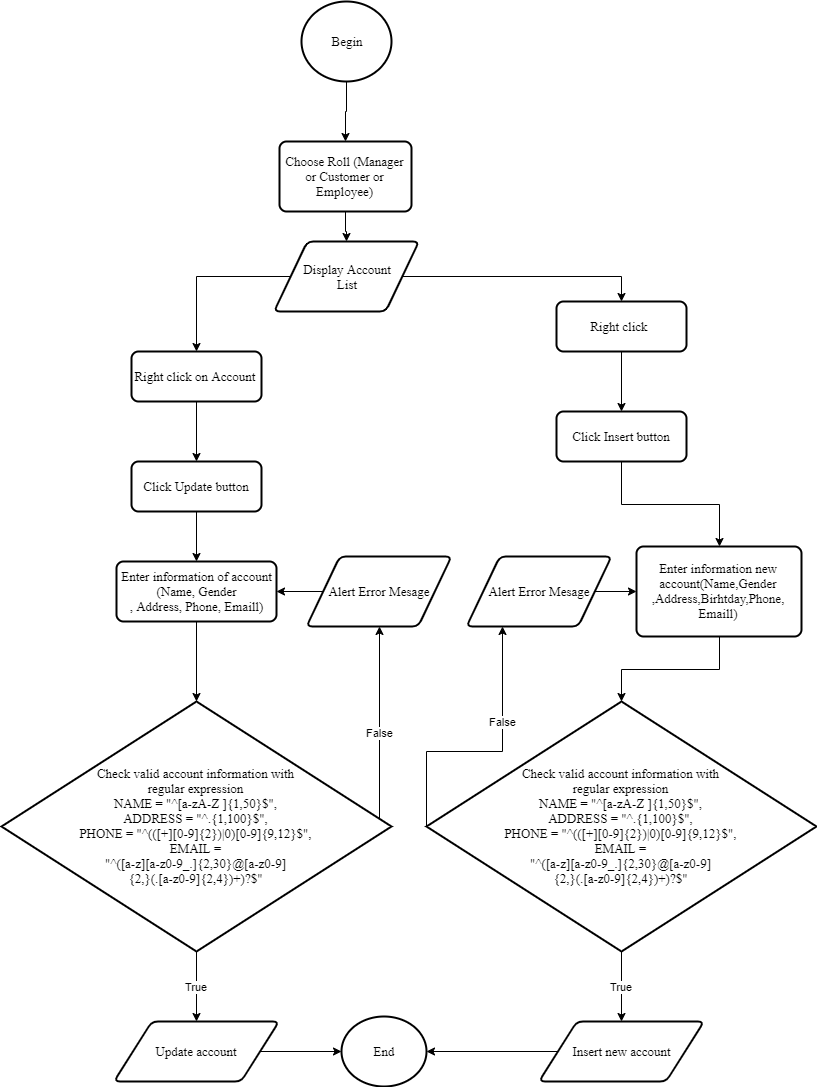 Begin
Choose Roll (Manager
or Customer or
Employee)
Display Account
List
Right click
Right click on Account
Click Insert button
Click Update button
Enter information of account
(Name, Gender
, Address, Phone, Emaill)
Alert Error Mesage
Alert Error Mesage
Enter information new
account(Name,Gender
,Address,Birhtday,Phone,
Emaill)
False
False
Check valid account information with
regular expression
NAME = "^[a-zA-Z ]{1,50}$",
ADDRESS = "^.{1,100}$",
PHONE = "^(([+][0-9]{2})|0)[0-9]{9,12}$",
EMAIL =
"^([a-z][a-z0-9_.]{2,30}@[a-z0-9]
{2,}(.[a-z0-9]{2,4})+)?$"
Check valid account information with
regular expression
NAME = "^[a-zA-Z ]{1,50}$",
ADDRESS = "^.{1,100}$",
PHONE = "^(([+][0-9]{2})|0)[0-9]{9,12}$",
EMAIL =
"^([a-z][a-z0-9_.]{2,30}@[a-z0-9]
{2,}(.[a-z0-9]{2,4})+)?$"
True
True
Update account
End
Insert new account